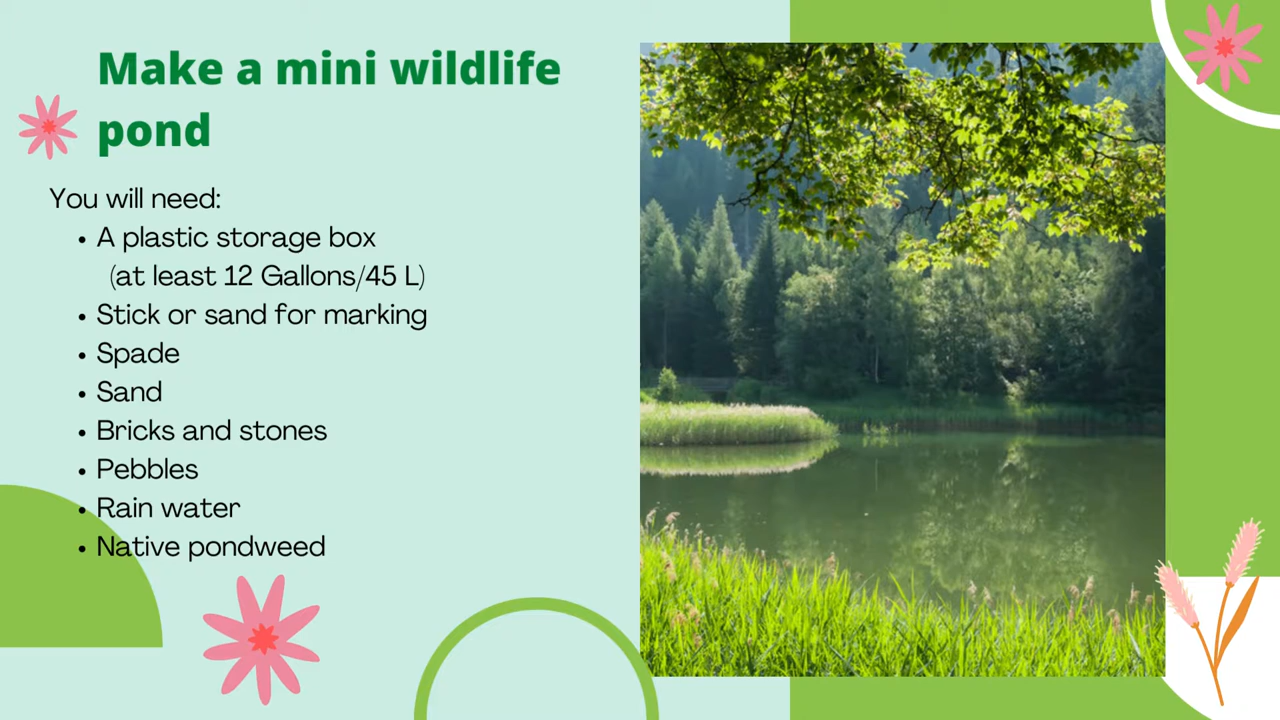 Make a mini wildlife
pond
You will need:
• A plastic storage box
(at least 12 Gallons/45 L)
• Stick or sand for marking
• Spade
• Sand
• Bricks and stones
• Pebbles
• Rain water
• Native pondweed